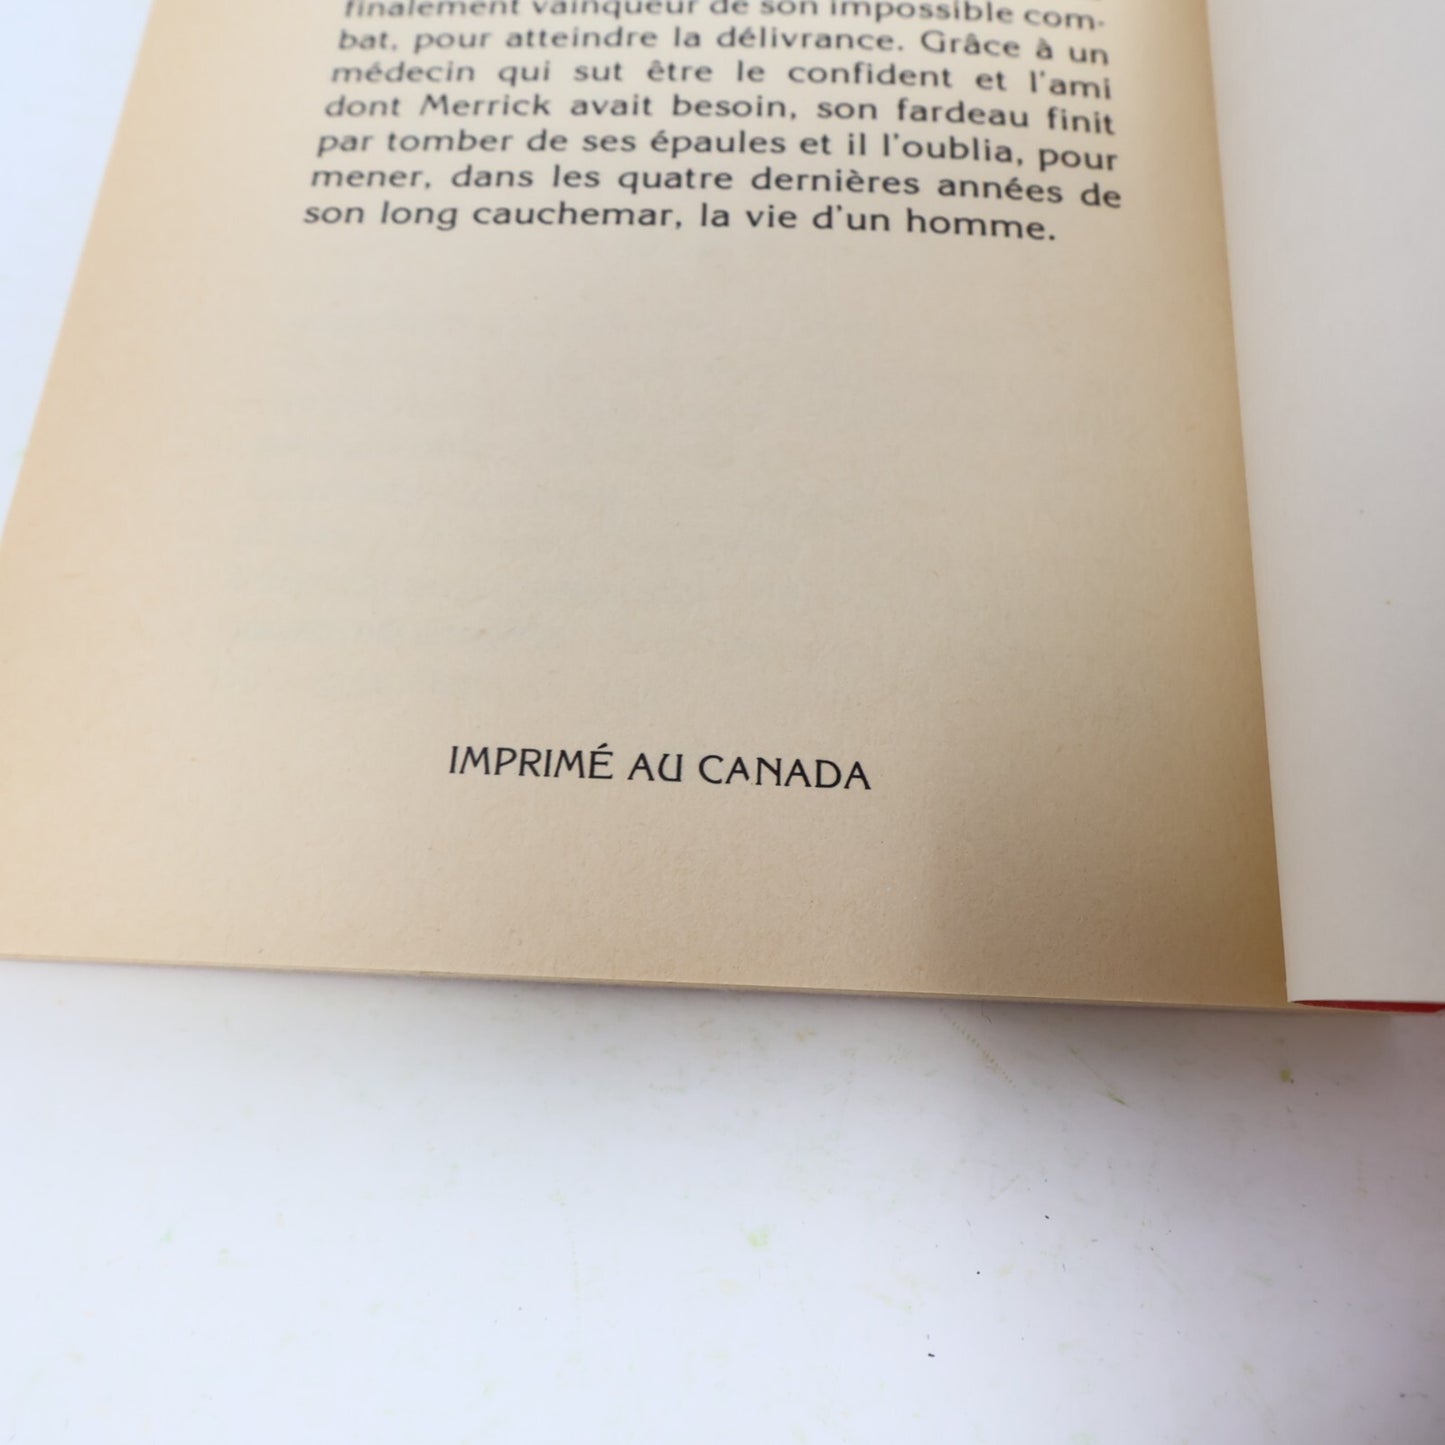 finalement vainqueur de son impossible com-
bat, pour atteindre la délivrance. Grâce à un
médecin qui sut être le confident et l'ami
dont Merrick avait besoin, son fardeau finit
par tomber de ses épaules et il l'oublia, pour
mener, dans les quatre dernières années de
son long cauchemar, la vie d'un homme.
IMPRIMÉ AU CANADA